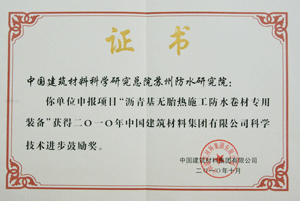 证书
中国建筑材料科学研究总院苏州防水研究院：
你单位申报项目“沥青基无胎热施工防水卷材专用
装备”获得二〇一〇年中国建筑材料集团有限公司科学
技术进步鼓励奖。
中国建筑材料集团有限公司
二〇一〇年十月